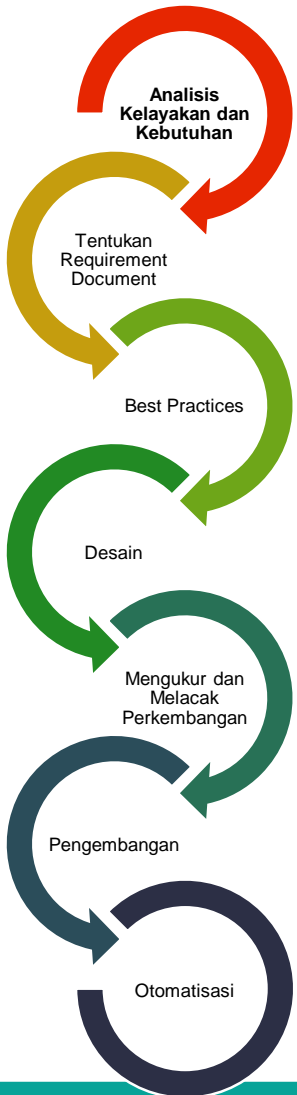 Analisis
Kelayakan dan
Kebutuhan
Tentukan
Requirement
Document
Best Practices
Desain
Mengukur dan
Melacak
Perkembangan
Pengembangan
Otomatisasi